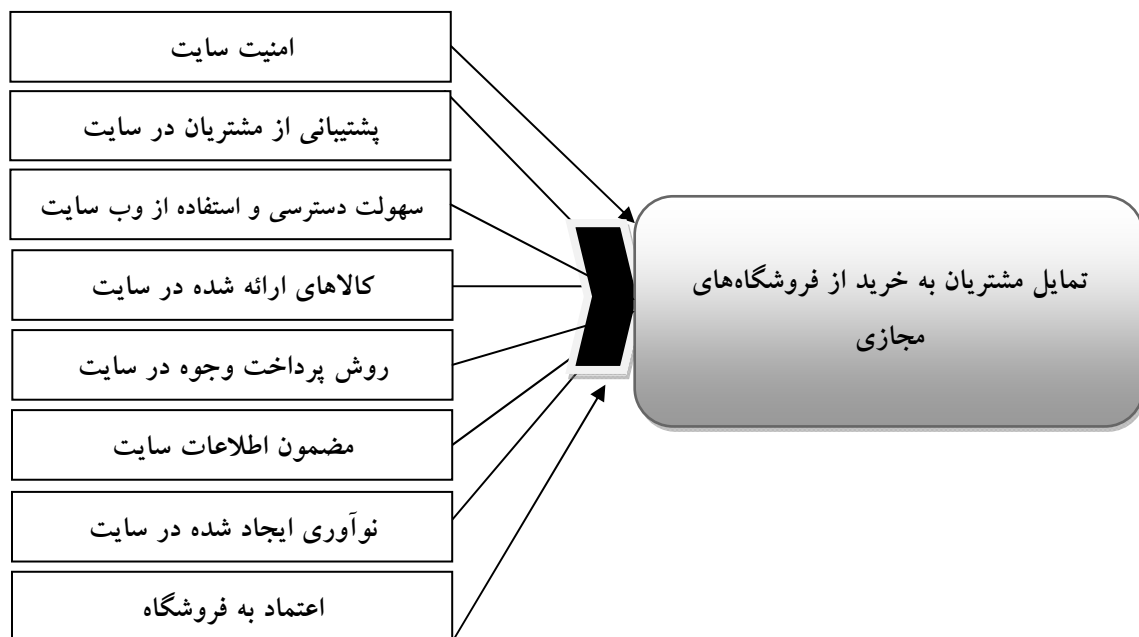 امنیت سایت
پشتیبانی از مشتریان در سایت
سهولت دسترسی و استفاده از وب سایت
کالاهای ارائه شده در سایت
روش پرداخت وجوه در سایت
مضمون اطلاعات سایت
نوآوری ایجاد شده در سایت
اعتماد به فروشگاه
تمایل مشتریان به خرید از فروشگاه‌های
مجازی